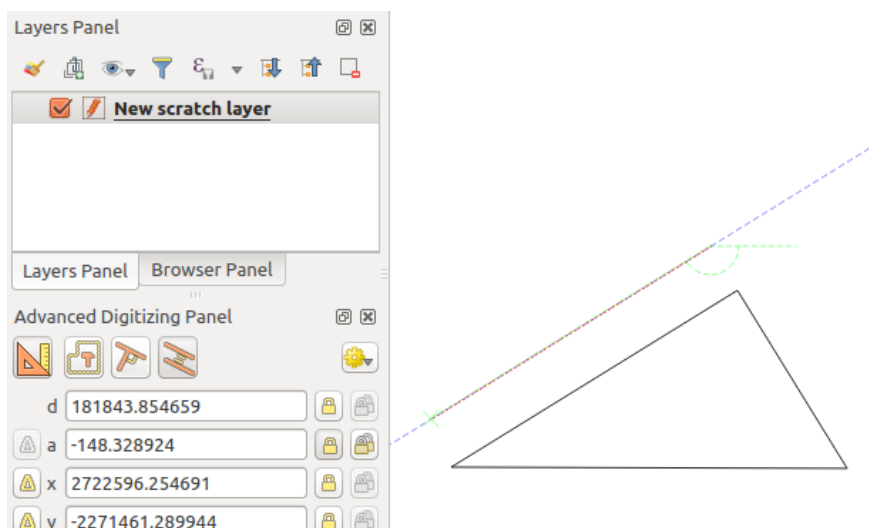 Layers Panel
New scratch layer
Layers Panel Browser Panel
Advanced Digitizing Panel
d 181843.854659
a -148.328924
x 2722596.254691
y -2271461.289944